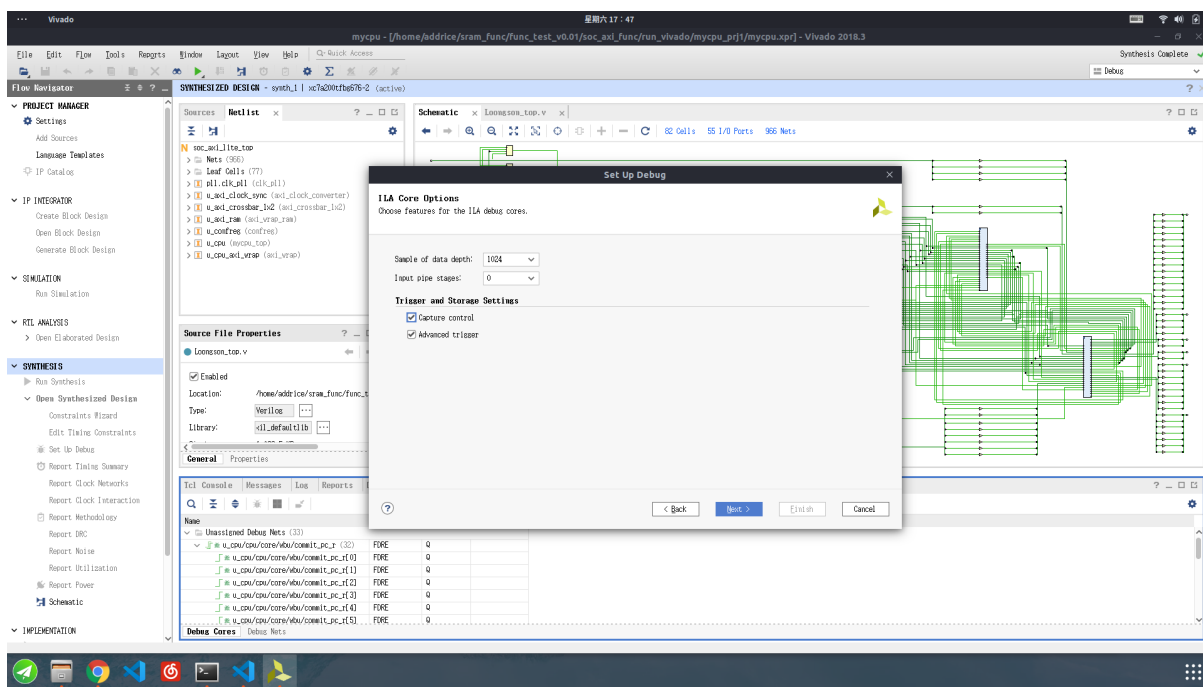 Vivado
星期六 17：47
mycpu - [/home/addrice/sram_func/func_test_v0.01/soc_axi_func/run_vivado/mycpu_prj1/mycpu.xpr] - Vivado 2018.3
File Edit Flow Tools Reports Window Layout View Help Quick Access
Synthesis Complete
Debug
Flow Navigator
SYNTHESIZED DESIGN - synth_1 | xc7a200tfbg676-2 (active)
PROJECT MANAGER
Settings
Add Sources
Language Templates
IP Catalog
IP INTEGRATOR
Create Block Design
Open Block Design
Generate Block Design
SIMULATION
Run Simulation
RTL ANALYSIS
Open Elaborated Design
SYNTHESIS
Run Synthesis
Open Synthesized Design
Constraints Wizard
Edit Timing Constraints
Set Up Debug
Report Timing Summary
Report Clock Networks
Report Clock Interaction
Report Methodology
Report DRC
Report Noise
Report Utilization
Report Power
Schematic
IMPLEMENTATION
Sources Netlist
N soc_axi_lite_top
Nets (966)
Leaf Cells (77)
pll.clk_pll (clk_pll)
u_axi_clock_sync (axi_clock_converter)
u_axi_crossbar_1x2 (axi_crossbar_1x2)
u_axi_ram (axi_wrap_ram)
u_confreg (confreg)
u_cpu (mycpu_top)
u_cpu_axi_wrap (axi_wrap)
Source File Properties
Loongson_top.v
Enabled
Location: /home/addrice/sram_func/func_t
Type: Verilog
Library: xil_defaultlib
General Properties
Schematic Loongson_top.v
82 Cells 55 I/O Ports 966 Nets
Set Up Debug
ILA Core Options
Choose features for the ILA debug cores.
Sample of data depth: 1024
Input pipe stages: 0
Trigger and Storage Settings
Capture control
Advanced trigger
< Back Next > Finish Cancel
Tcl Console Messages Log Reports
Name
Unassigned Debug Nets (33)
u_cpu/cpu/core/wbu/commit_pc_r (32) FDRE Q
u_cpu/cpu/core/wbu/commit_pc_r[0] FDRE Q
u_cpu/cpu/core/wbu/commit_pc_r[1] FDRE Q
u_cpu/cpu/core/wbu/commit_pc_r[2] FDRE Q
u_cpu/cpu/core/wbu/commit_pc_r[3] FDRE Q
u_cpu/cpu/core/wbu/commit_pc_r[4] FDRE Q
u_cpu/cpu/core/wbu/commit_pc_r[5] FDRE Q
Debug Cores Debug Nets